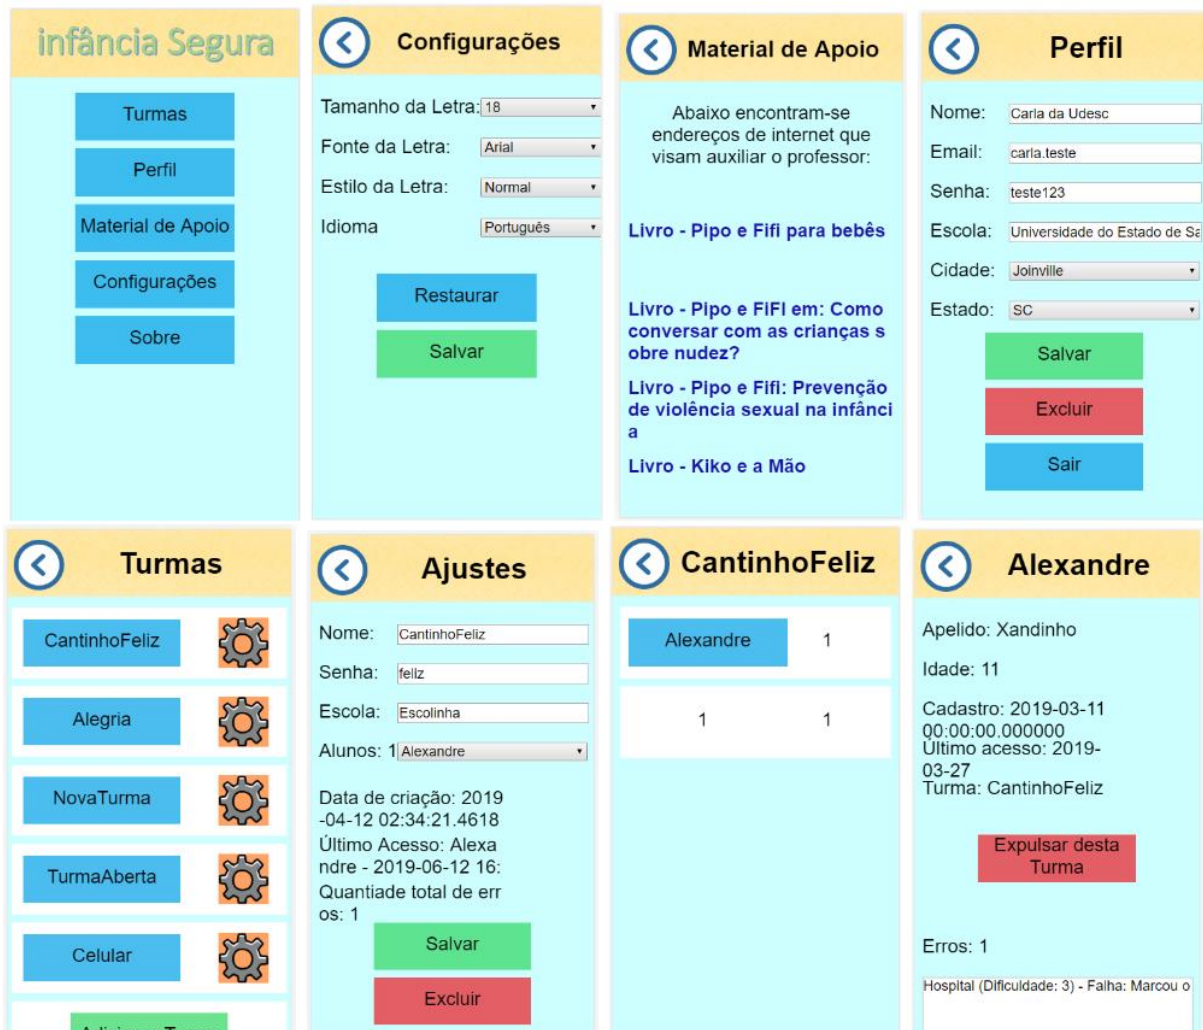 infância Segura
Turmas
Perfil
Material de Apoio
Configurações
Sobre
Configurações
Tamanho da Letra: 18
Fonte da Letra: Arial
Estilo da Letra: Normal
Idioma Português
Restaurar
Salvar
Material de Apoio
Abaixo encontram-se
endereços de internet que
visam auxiliar o professor:
Livro - Pipo e Fifi para bebês
Livro - Pipo e FiFI em: Como
conversar com as crianças s
obre nudez?
Livro - Pipo e Fifi: Prevenção
de violência sexual na infânci
a
Livro - Kiko e a Mão
Perfil
Nome: Carla da Udesc
Email: carla.teste
Senha: teste123
Escola: Universidade do Estado de Sa
Cidade: Joinville
Estado: SC
Salvar
Excluir
Sair
Turmas
CantinhoFeliz
Alegria
NovaTurma
TurmaAberta
Celular
Ajustes
Nome: CantinhoFeliz
Senha: feliz
Escola: Escolinha
Alunos: 1 Alexandre
Data de criação: 2019
-04-12 02:34:21.4618
Último Acesso: Alexa
ndre - 2019-06-12 16:
Quantiade total de err
os: 1
Salvar
Excluir
CantinhoFeliz
Alexandre 1
1 1
Alexandre
Apelido: Xandinho
Idade: 11
Cadastro: 2019-03-11
00:00:00.000000
Último acesso: 2019-
03-27
Turma: CantinhoFeliz
Expulsar desta
Turma
Erros: 1
Hospital (Dificuldade: 3) - Falha: Marcou o